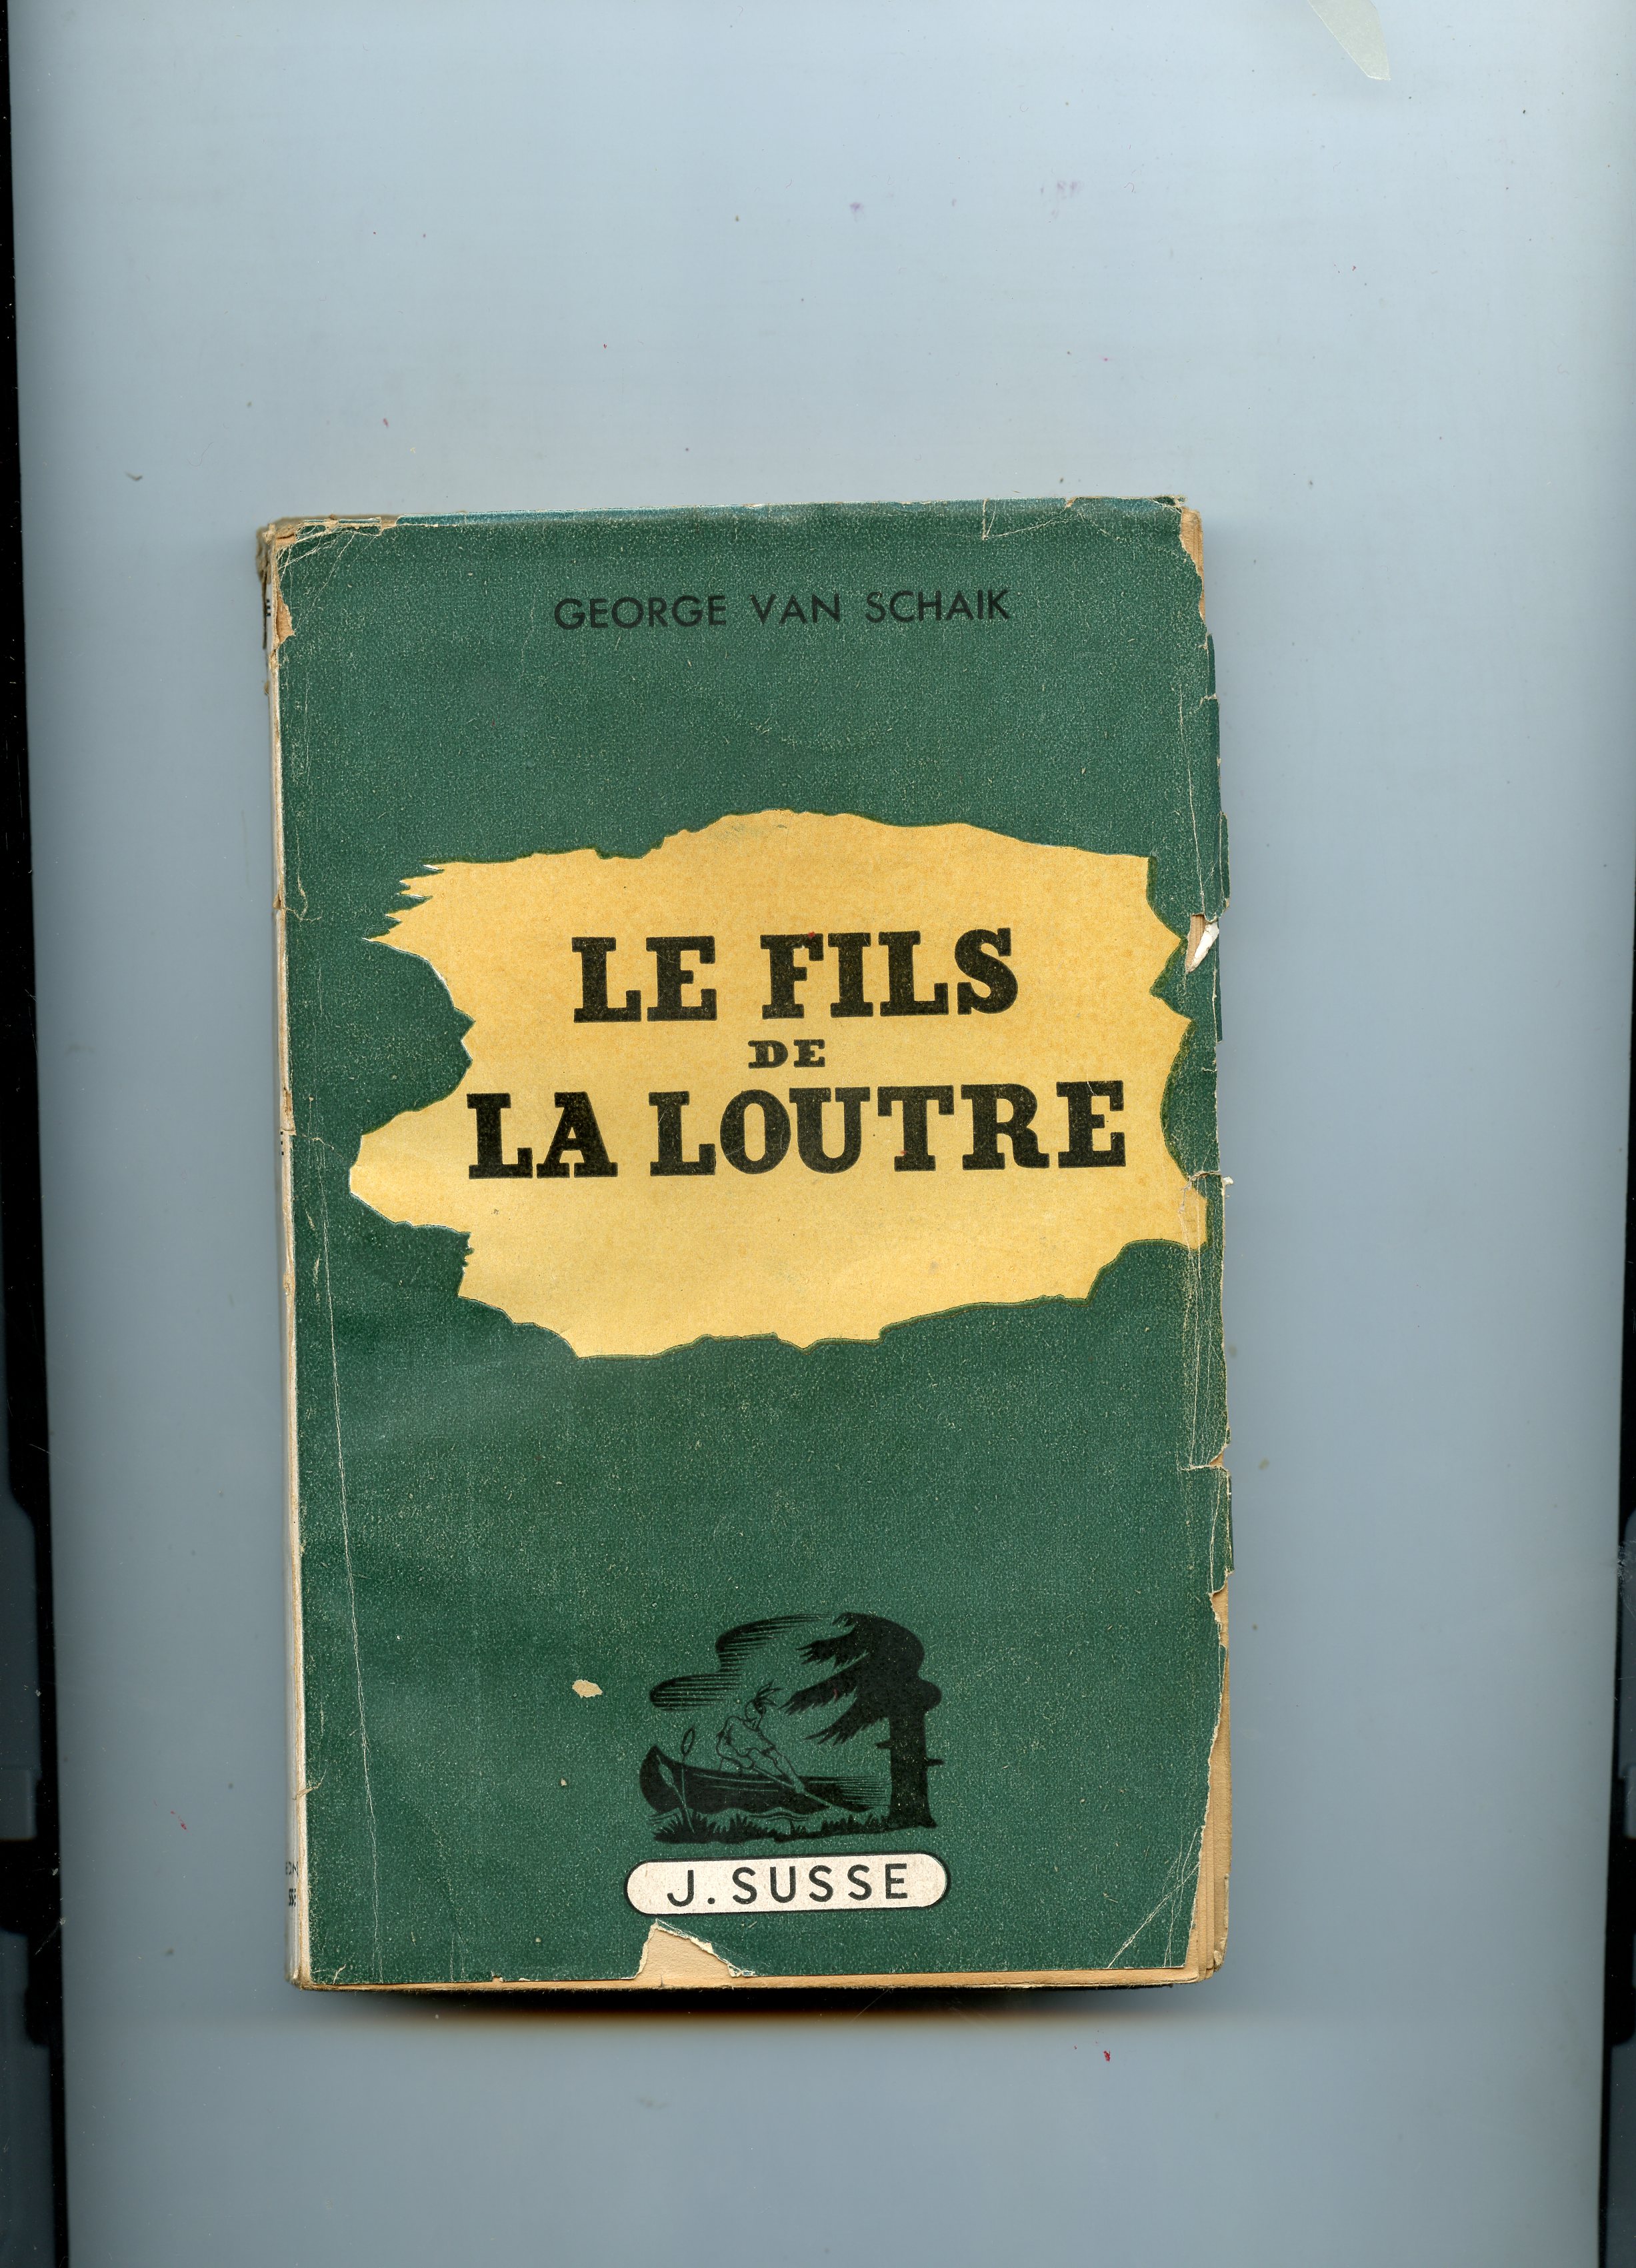 GEORGE VAN SCHAIK
LE FILS
DE
LA LOUTRE
J. SUSSE